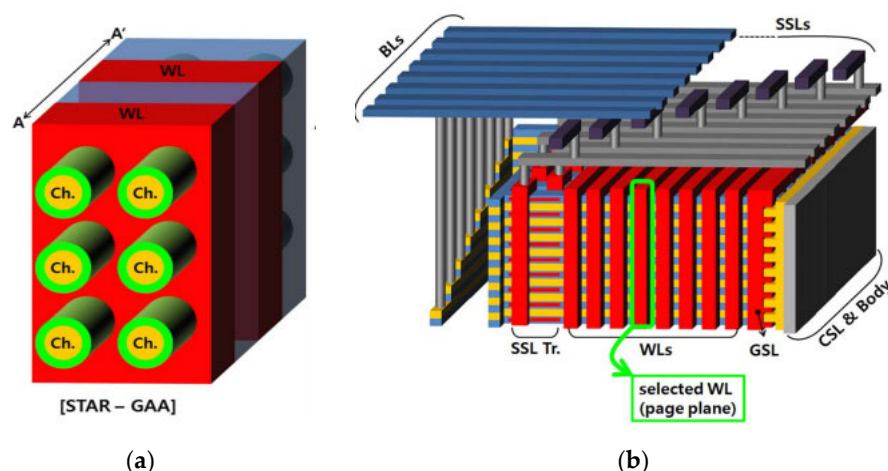 A'
WL
A
WL
Ch.
Ch.
Ch.
Ch.
Ch.
Ch.
[STAR – GAA]
(a)
BLs
SSLs
CSL & Body
SSL Tr.
WLs
GSL
selected WL
(page plane)
(b)